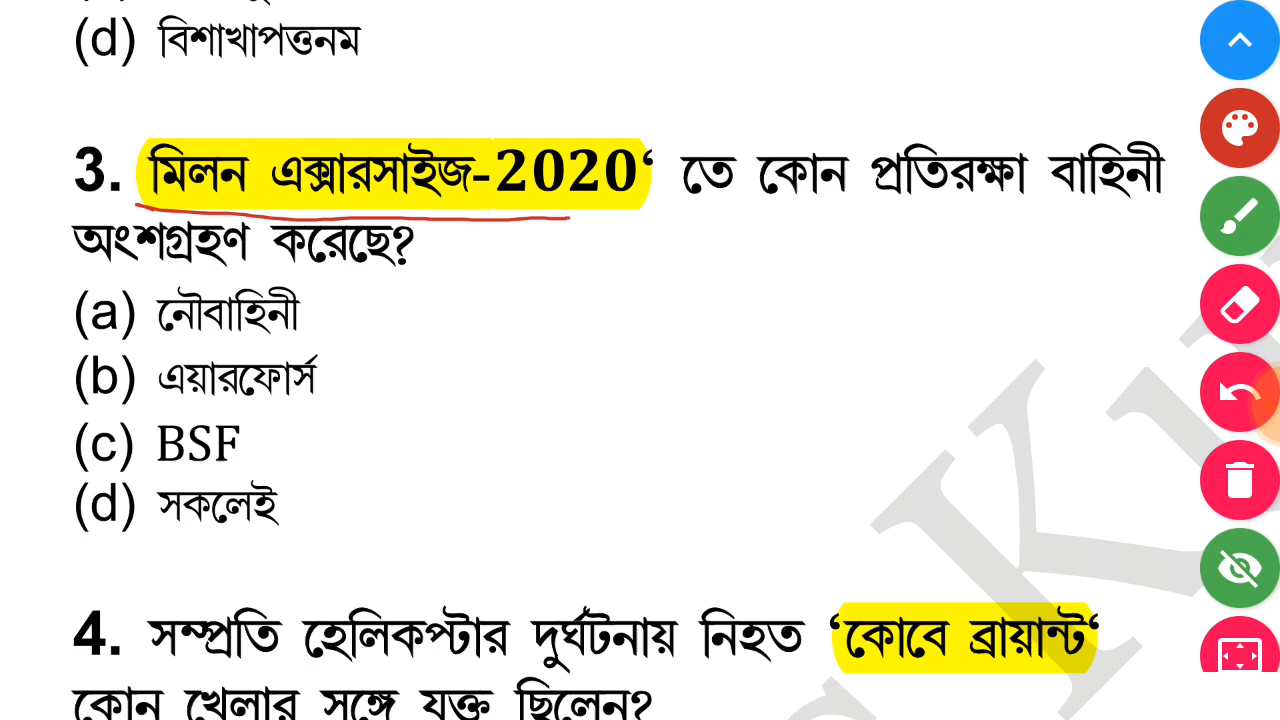 (d) বিশাখাপত্তনম
3. মিলন এক্সারসাইজ-2020‘ তে কোন প্রতিরক্ষা বাহিনী
অংশগ্রহণ করেছে?
(a) নৌবাহিনী
(b) এয়ারফোর্স
(c) BSF
(d) সকলেই
4. সম্প্রতি হেলিকপ্টার দুর্ঘটনায় নিহত ‘কোবে ব্রায়ান্ট‘
কোন খেলার সঙ্গে যুক্ত ছিলেন?